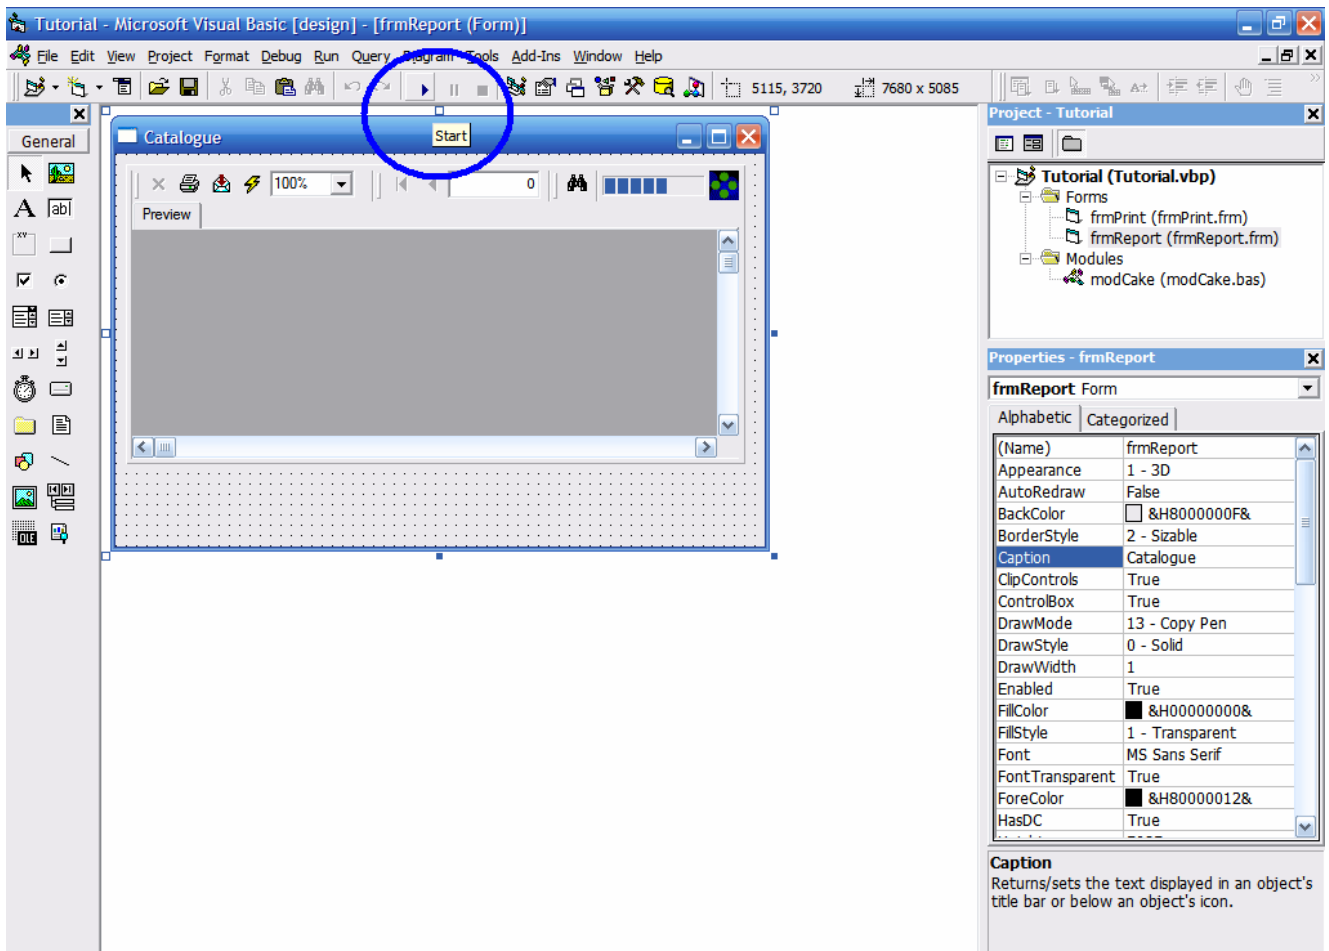 Tutorial - Microsoft Visual Basic [design] - [frmReport (Form)]
File Edit View Project Format Debug Run Query Diagram Tools Add-Ins Window Help
5115, 3720 7680 x 5085
General
A ab|
xv
OLE
Catalogue
Start
100% 0
Preview
Project - Tutorial
Tutorial (Tutorial.vbp)
Forms
frmPrint (frmPrint.frm)
frmReport (frmReport.frm)
Modules
modCake (modCake.bas)
Properties - frmReport
frmReport Form
Alphabetic Categorized
(Name) frmReport
Appearance 1 - 3D
AutoRedraw False
BackColor &H8000000F&
BorderStyle 2 - Sizable
Caption Catalogue
ClipControls True
ControlBox True
DrawMode 13 - Copy Pen
DrawStyle 0 - Solid
DrawWidth 1
Enabled True
FillColor &H00000000&
FillStyle 1 - Transparent
Font MS Sans Serif
FontTransparent True
ForeColor &H80000012&
HasDC True
Caption
Returns/sets the text displayed in an object's
title bar or below an object's icon.